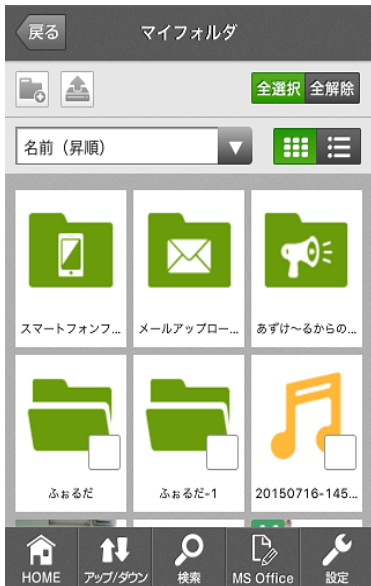 戻る
マイフォルダ
全選択 全解除
名前（昇順）
スマートフォンフ...
メールアップロー...
あずけ～るからの...
ふぉるだ
ふぉるだ-1
20150716-145...
HOME
アップ/ダウン
検索
MS Office
設定